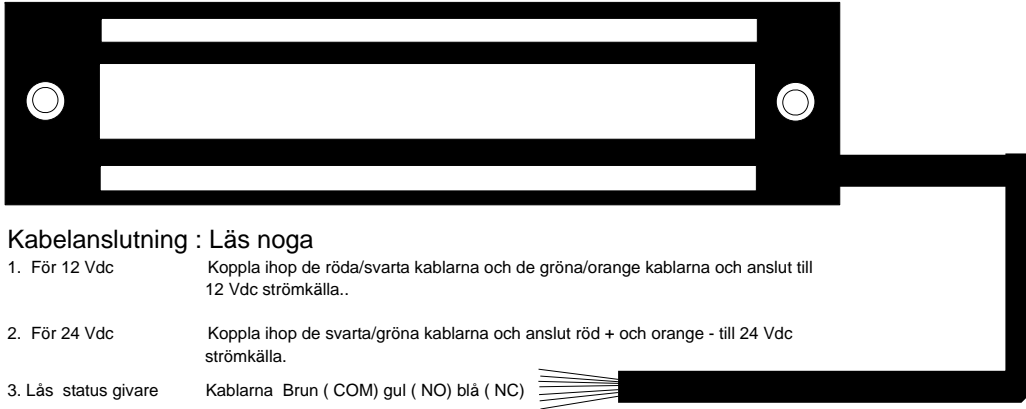 Kabelanslutning : Läs noga
1. För 12 Vdc Koppla ihop de röda/svarta kablarna och de gröna/orange kablarna och anslut till
12 Vdc strömkälla..
2. För 24 Vdc Koppla ihop de svarta/gröna kablarna och anslut röd + och orange - till 24 Vdc
strömkälla.
3. Lås status givare Kablarna Brun ( COM) gul ( NO) blå ( NC)